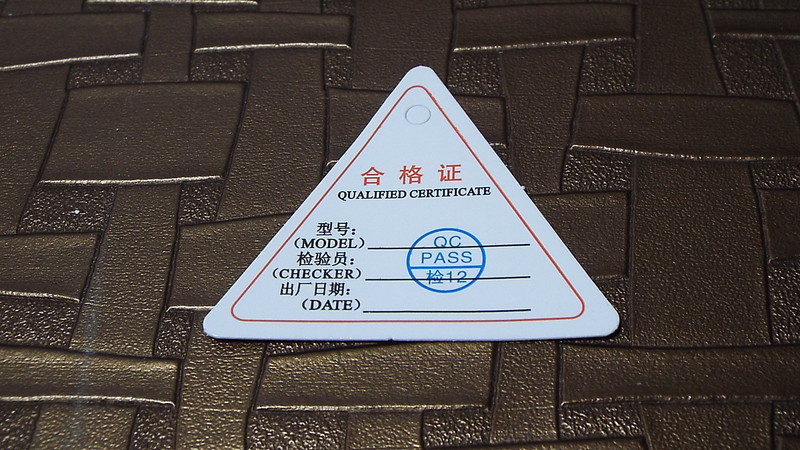 合格证
QUALIFIED CERTIFICATE
型号:
(MODEL)
检验员:
(CHECKER)
出厂日期:
(DATE)
QC
PASS
检12